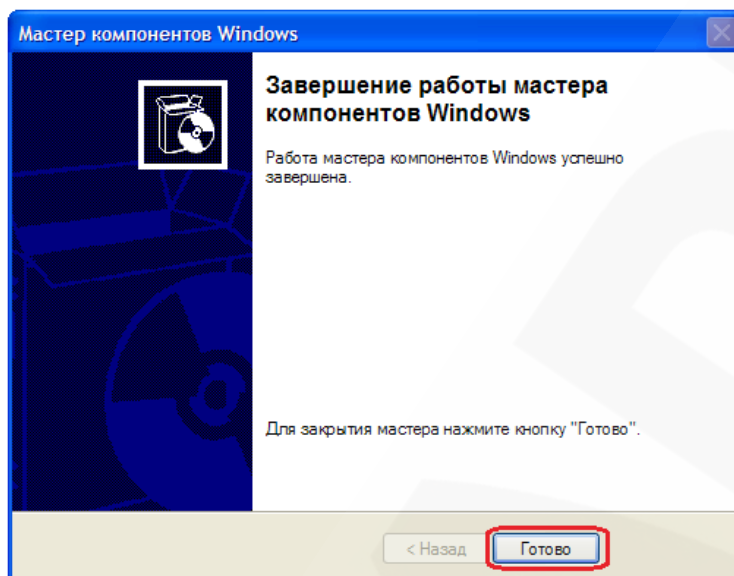 Мастер компонентов Windows
Завершение работы мастера
компонентов Windows
Работа мастера компонентов Windows успешно
завершена.
Для закрытия мастера нажмите кнопку "Готово".
< Назад
Готово